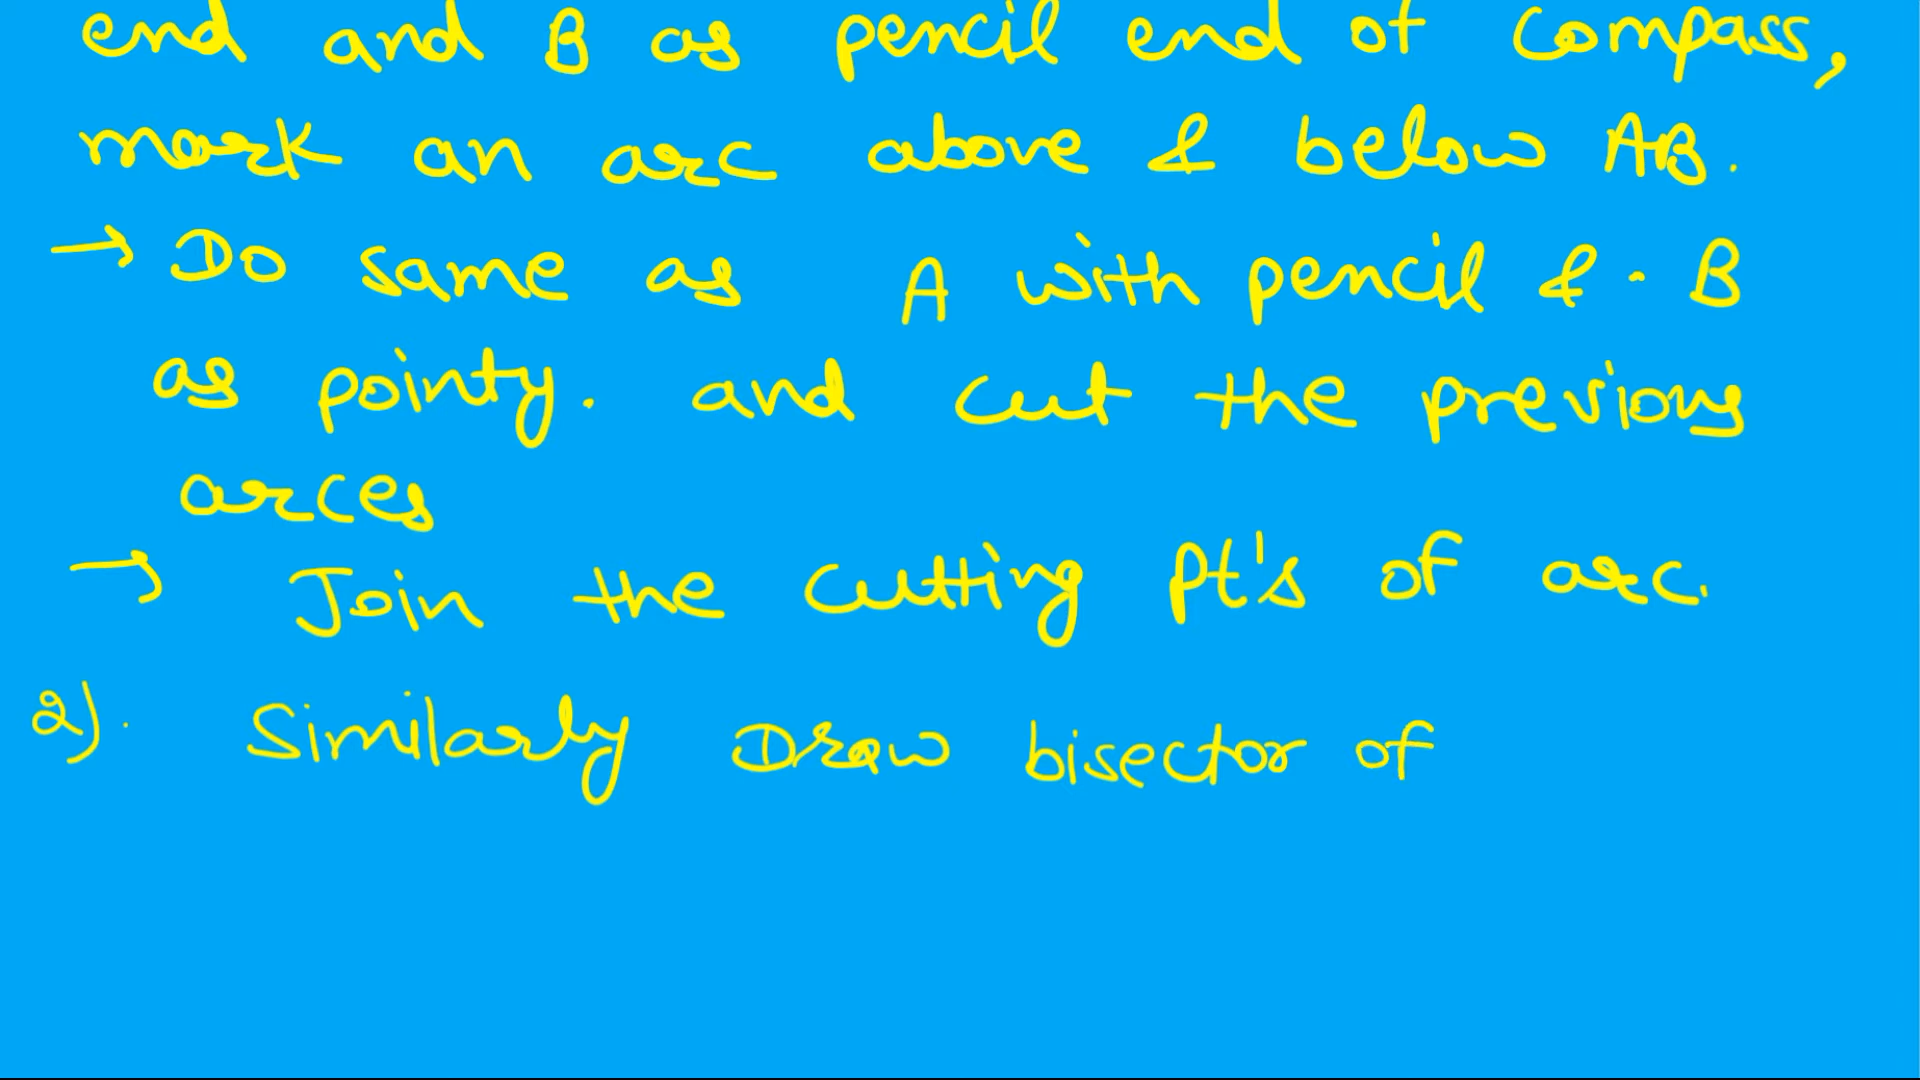 end and B as pencil end of compass,
mark an arc above & below AB.
→ Do same as A with pencil & B
as pointy. and cut the previous
arces
→ Join the cutting Pt's of arc.
2). Similarly Draw bisector of